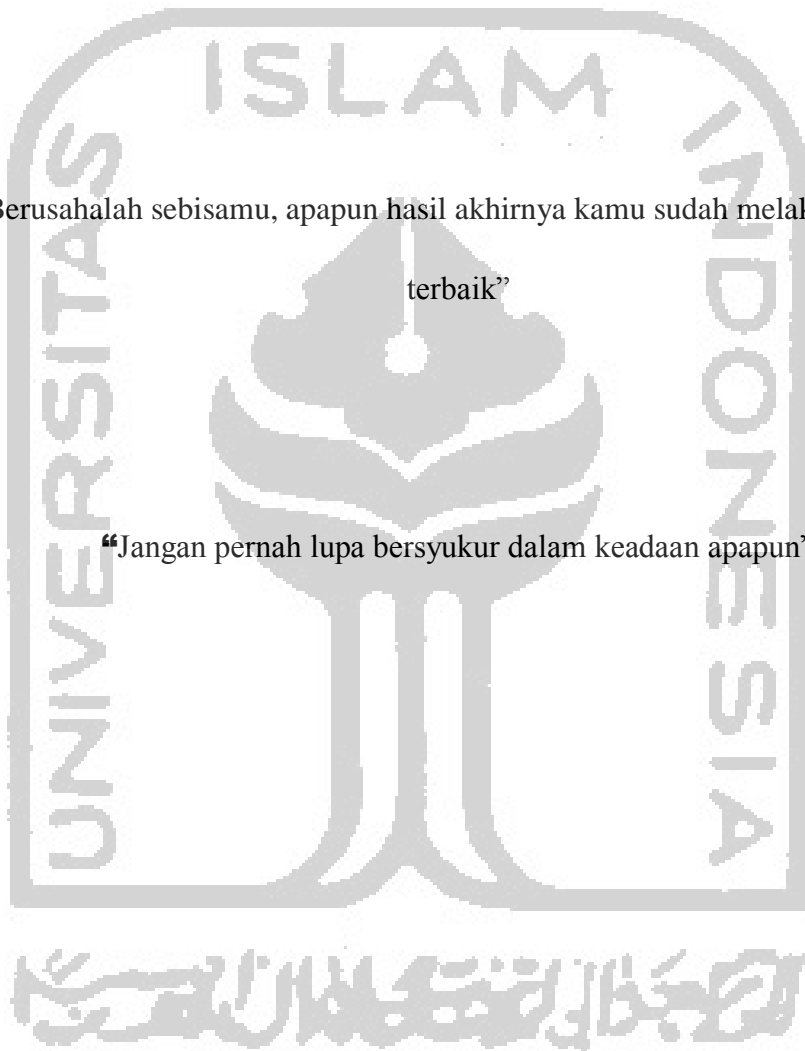 UNIVERSITAS
ISLAM
INDONESIA
Berusahalah sebisamu, apapun hasil akhirnya kamu sudah melak
terbaik”
“Jangan pernah lupa bersyukur dalam keadaan apapun”